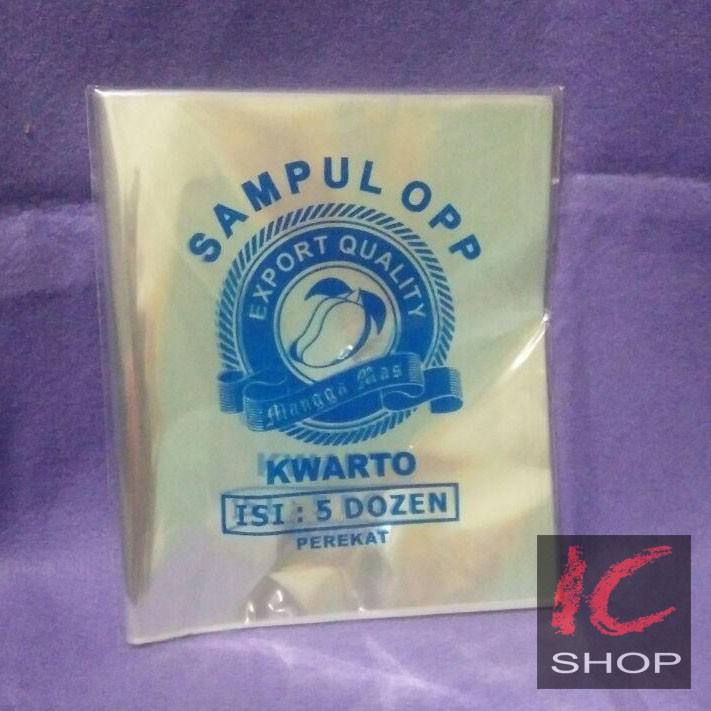 SAMPUL OPP
EXPORT QUALITY
Mangga Mas
KWARTO
ISI : 5 DOZEN
PEREKAT
IC
SHOP